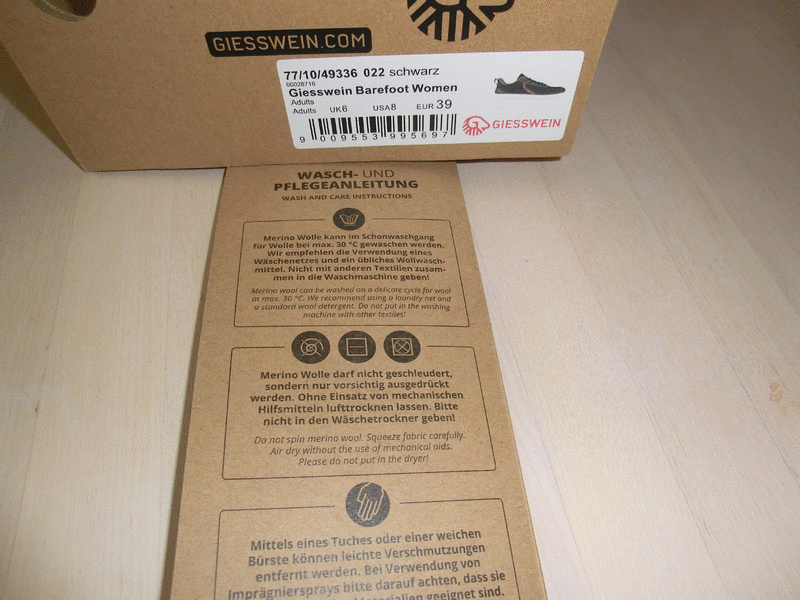 GIESSWEIN.COM
77/10/49336 022 schwarz
00026716
Giesswein Barefoot Women
Adults
Adults UK6 USA8 EUR 39
9 009553 995697
GIESSWEIN
WASCH- UND
PFLEGEANLEITUNG
WASH AND CARE INSTRUCTIONS
Merino Wolle kann im Schonwaschgang
für Wolle bei max. 30 °C gewaschen werden.
Wir empfehlen die Verwendung eines
Wäschenetzes und ein übliches Wollwasch-
mittel. Nicht mit anderen Textilien zusam-
men in die Waschmaschine geben!
Merino wool can be washed on a delicate cycle for wool
at max. 30 °C. We recommend using a laundry net and
a standard wool detergent. Do not put in the washing
machine with other textiles!
Merino Wolle darf nicht geschleudert,
sondern nur vorsichtig ausgedrückt
werden. Ohne Einsatz von mechanischen
Hilfsmitteln lufttrocknen lassen. Bitte
nicht in den Wäschetrockner geben!
Do not spin merino wool. Squeeze fabric carefully.
Air dry without the use of mechanical aids.
Please do not put in the dryer!
Mittels eines Tuches oder einer weichen
Bürste können leichte Verschmutzungen
entfernt werden. Bei Verwendung von
Imprägniersprays bitte darauf achten, dass sie
Materialien geeignet sind.